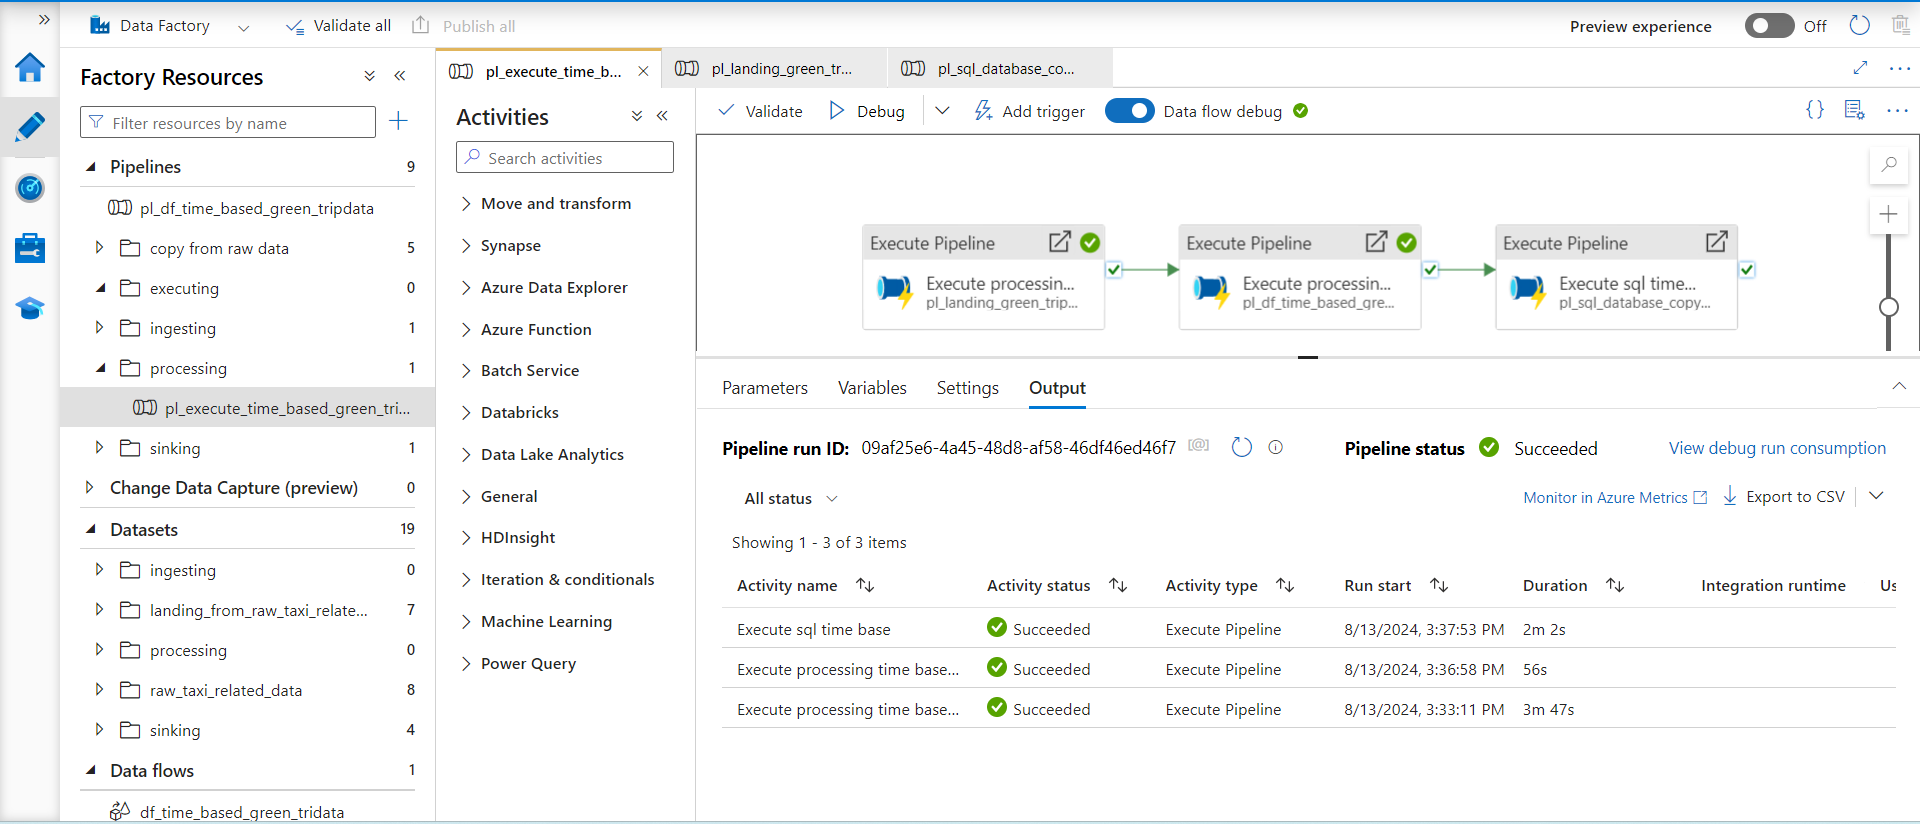 Data Factory
Validate all
Publish all
Preview experience
Off
Factory Resources
Filter resources by name
Pipelines 9
pl_df_time_based_green_tripdata
copy from raw data 5
executing 0
ingesting 1
processing 1
pl_execute_time_based_green_tri...
sinking 1
Change Data Capture (preview) 0
Datasets 19
ingesting 0
landing_from_raw_taxi_relate... 7
processing 0
raw_taxi_related_data 8
sinking 4
Data flows 1
df_time_based_green_tridata
pl_execute_time_b...
pl_landing_green_tr...
pl_sql_database_co...
Activities
Search activities
Move and transform
Synapse
Azure Data Explorer
Azure Function
Batch Service
Databricks
Data Lake Analytics
General
HDInsight
Iteration & conditionals
Machine Learning
Power Query
Validate
Debug
Add trigger
Data flow debug
Execute Pipeline
Execute processin...
pl_landing_green_trip...
Execute Pipeline
Execute processin...
pl_df_time_based_gre...
Execute Pipeline
Execute sql time...
pl_sql_database_copy...
Parameters Variables Settings Output
Pipeline run ID: 09af25e6-4a45-48d8-af58-46df46ed46f7 [@]
Pipeline status Succeeded
View debug run consumption
All status
Monitor in Azure Metrics
Export to CSV
Showing 1 - 3 of 3 items
Activity name Activity status Activity type Run start Duration Integration runtime Us
Execute sql time base Succeeded Execute Pipeline 8/13/2024, 3:37:53 PM 2m 2s
Execute processing time base... Succeeded Execute Pipeline 8/13/2024, 3:36:58 PM 56s
Execute processing time base... Succeeded Execute Pipeline 8/13/2024, 3:33:11 PM 3m 47s